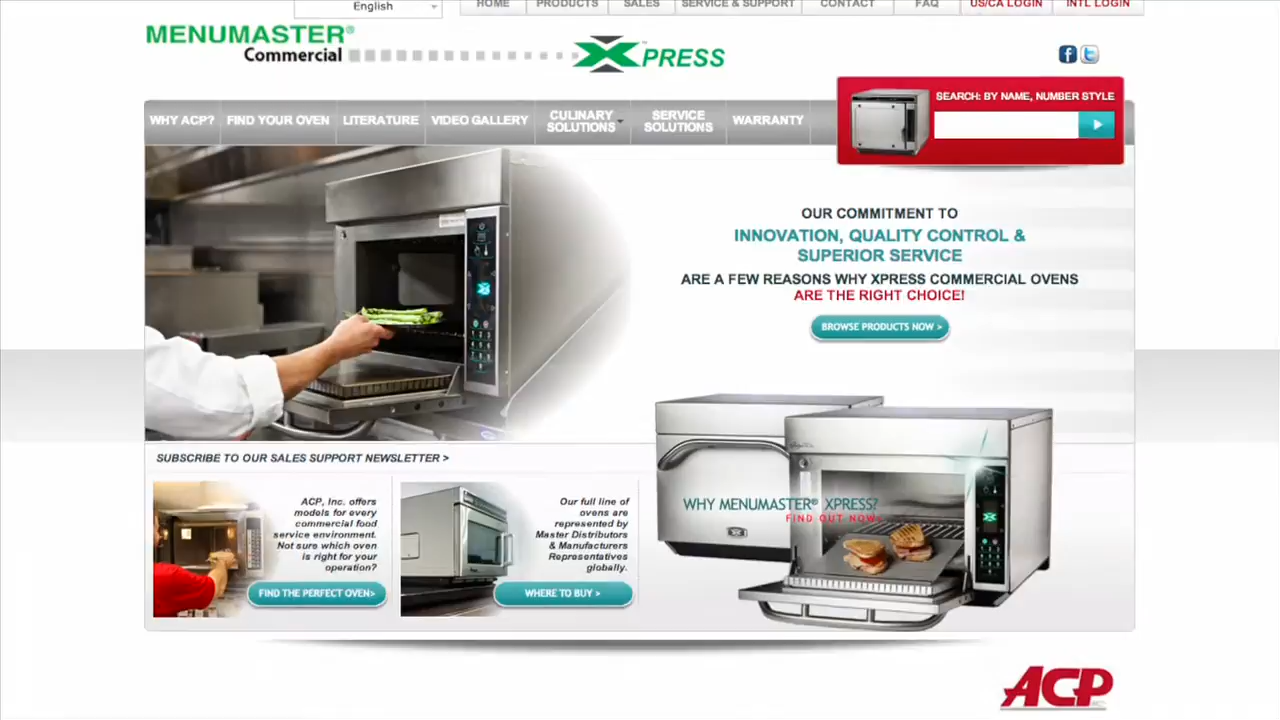 English
HOME
PRODUCTS
SALES
SERVICE & SUPPORT
CONTACT
FAQ
US/CA LOGIN
INTL LOGIN
MENUMASTER®
Commercial
XPRESS™
SEARCH: BY NAME, NUMBER STYLE
WHY ACP?
FIND YOUR OVEN
LITERATURE
VIDEO GALLERY
CULINARY
SOLUTIONS
SERVICE
SOLUTIONS
WARRANTY
OUR COMMITMENT TO
INNOVATION, QUALITY CONTROL &
SUPERIOR SERVICE
ARE A FEW REASONS WHY XPRESS COMMERCIAL OVENS
ARE THE RIGHT CHOICE!
BROWSE PRODUCTS NOW >
SUBSCRIBE TO OUR SALES SUPPORT NEWSLETTER >
ACP, Inc. offers
models for every
commercial food
service environment.
Not sure which oven
is right for your
operation?
FIND THE PERFECT OVEN>
Our full line of
ovens are
represented by
Master Distributors
& Manufacturers
Representatives
globally.
WHERE TO BUY >
WHY MENUMASTER® XPRESS?
FIND OUT NOW
ACP